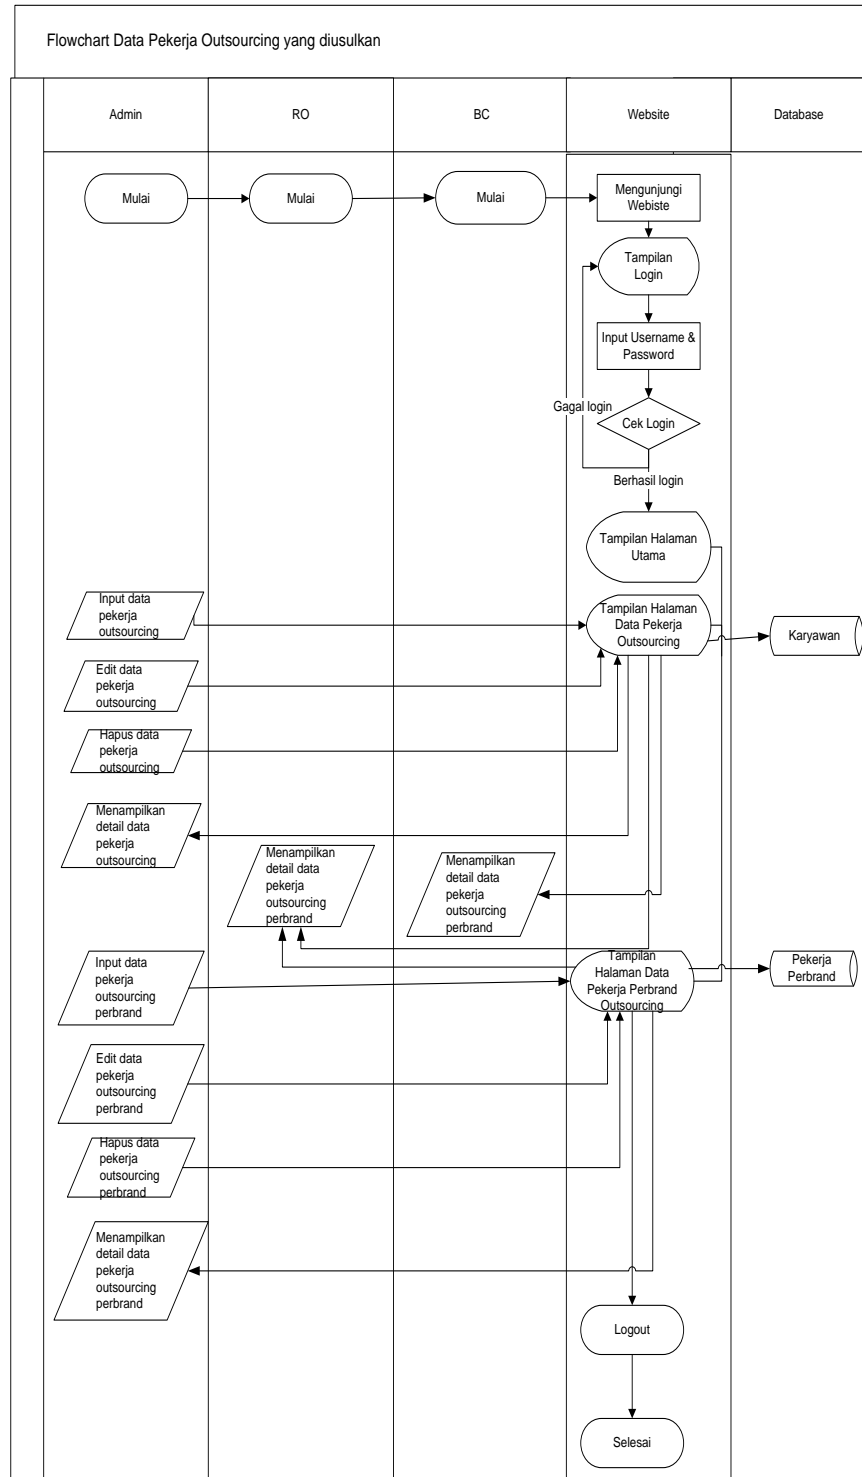 Flowchart Data Pekerja Outsourcing yang diusulkan
Admin
RO
BC
Website
Database
Mulai
Mulai
Mulai
Mengunjungi
Webiste
Tampilan
Login
Input Username &
Password
Gagal login
Cek Login
Berhasil login
Tampilan Halaman
Utama
Input data
pekerja
outsourcing
Tampilan Halaman
Data Pekerja
Outsourcing
Karyawan
Edit data
pekerja
outsourcing
Hapus data
pekerja
outsourcing
Menampilkan
detail data
pekerja
outsourcing
Menampilkan
detail data
pekerja
outsourcing
perbrand
Menampilkan
detail data
pekerja
outsourcing
perbrand
Input data
pekerja
outsourcing
perbrand
Tampilan
Halaman Data
Pekerja Perbrand
Outsourcing
Pekerja
Perbrand
Edit data
pekerja
outsourcing
perbrand
Hapus data
pekerja
outsourcing
perbrand
Menampilkan
detail data
pekerja
outsourcing
perbrand
Logout
Selesai